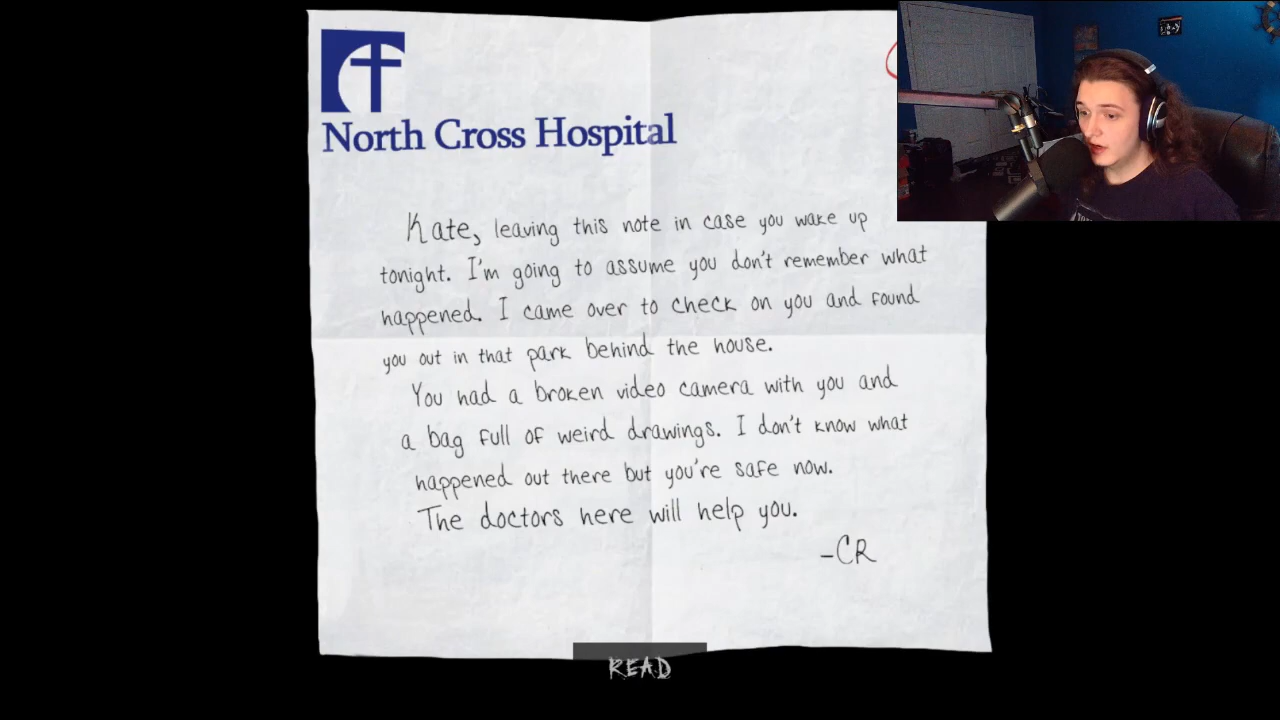 North Cross Hospital
Kate, leaving this note in case you wake up
tonight. I'm going to assume you don't remember what
happened. I came over to check on you and found
you out in that park behind the house.
You had a broken video camera with you and
a bag full of weird drawings. I don't know what
happened out there but you're safe now.
The doctors here will help you.
-CR
READ